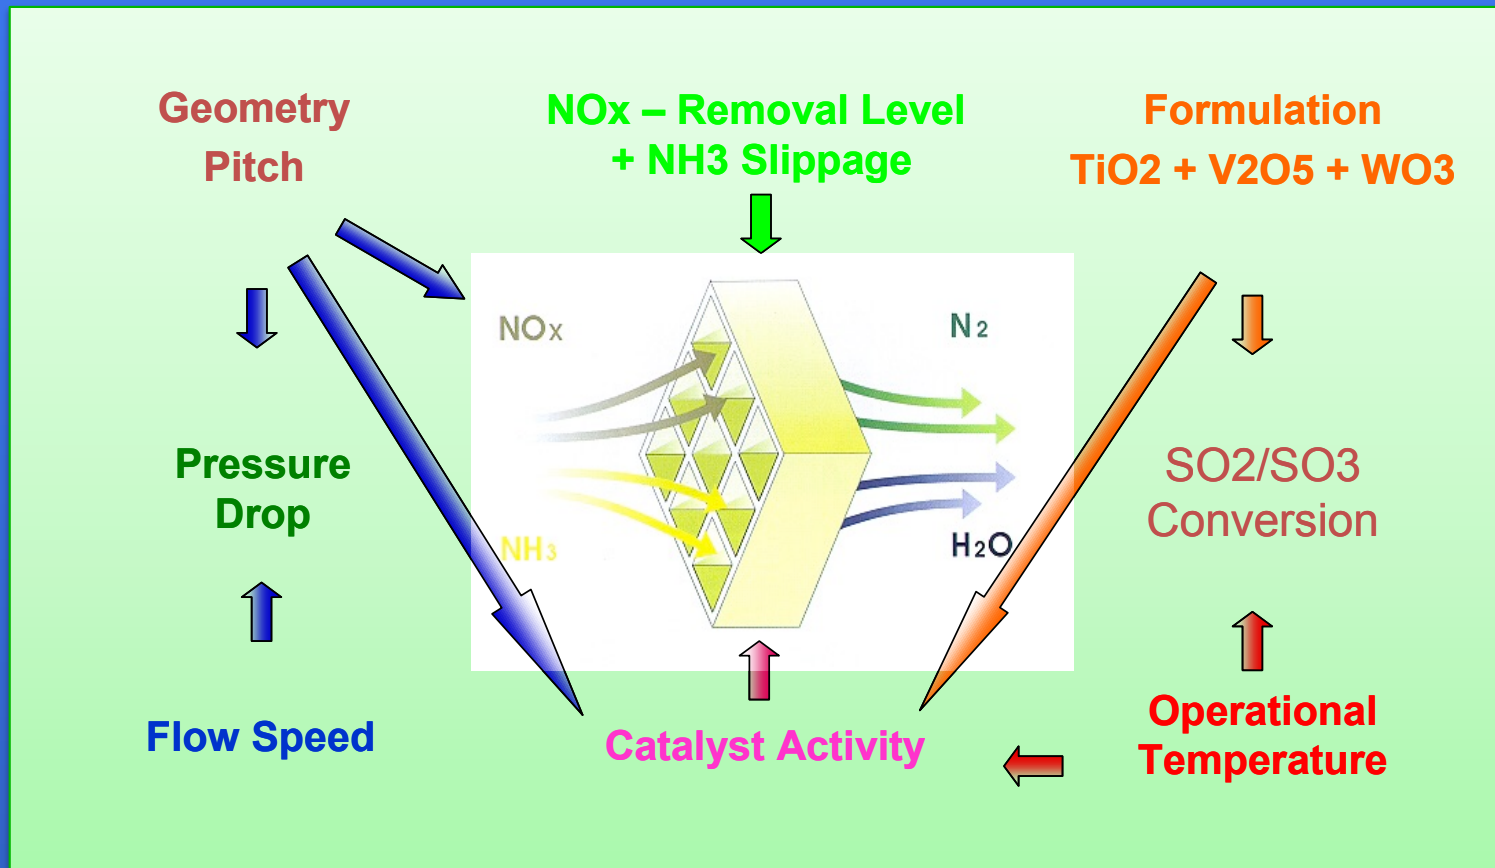 Geometry
Pitch
NOx – Removal Level
+ NH3 Slippage
Formulation
TiO2 + V2O5 + WO3
NOx
N2
Pressure
Drop
SO2/SO3
Conversion
NH3
H2O
Flow Speed
Catalyst Activity
Operational
Temperature